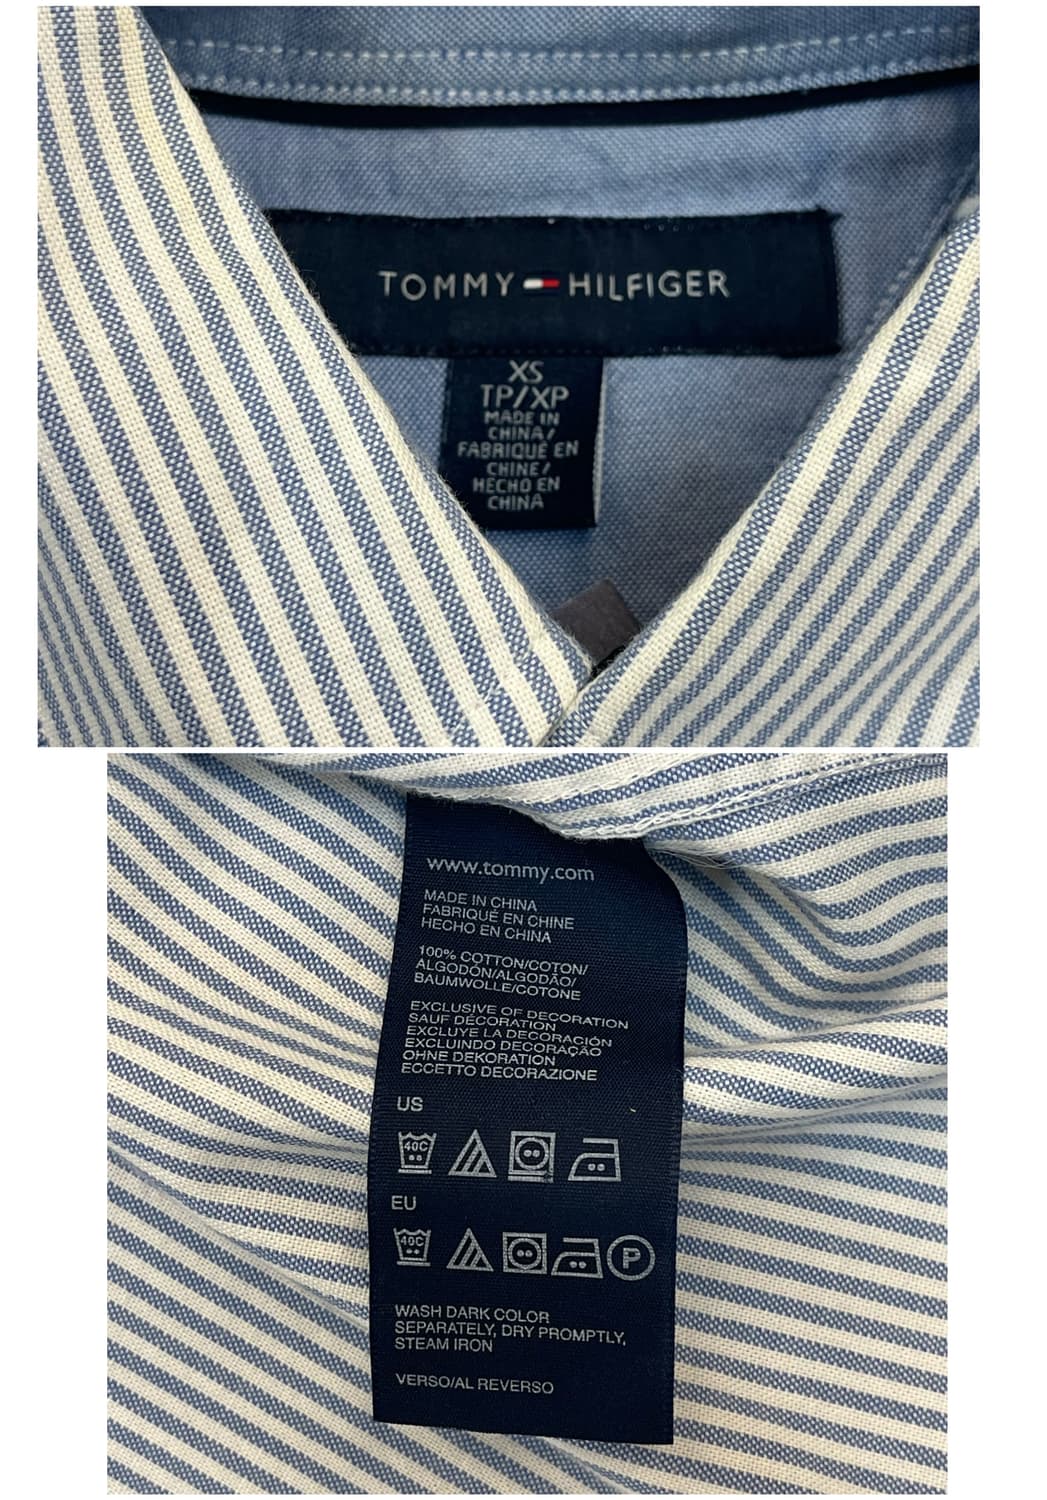 TOMMY HILFIGER
XS
TP/XP
MADE IN
CHINA/
FABRIQUÉ EN
CHINE/
HECHO EN
CHINA
www.tommy.com
MADE IN CHINA
FABRIQUÉ EN CHINE
HECHO EN CHINA
100% COTTON/COTON/
ALGODÓN/ALGODÃO/
BAUMWOLLE/COTONE
EXCLUSIVE OF DECORATION
SAUF DÉCORATION
EXCLUYE LA DECORACIÓN
EXCLUINDO DECORAÇÃO
OHNE DEKORATION
ECCETTO DECORAZIONE
US
40C
EU
40C P
WASH DARK COLOR
SEPARATELY, DRY PROMPTLY,
STEAM IRON
VERSO/AL REVERSO